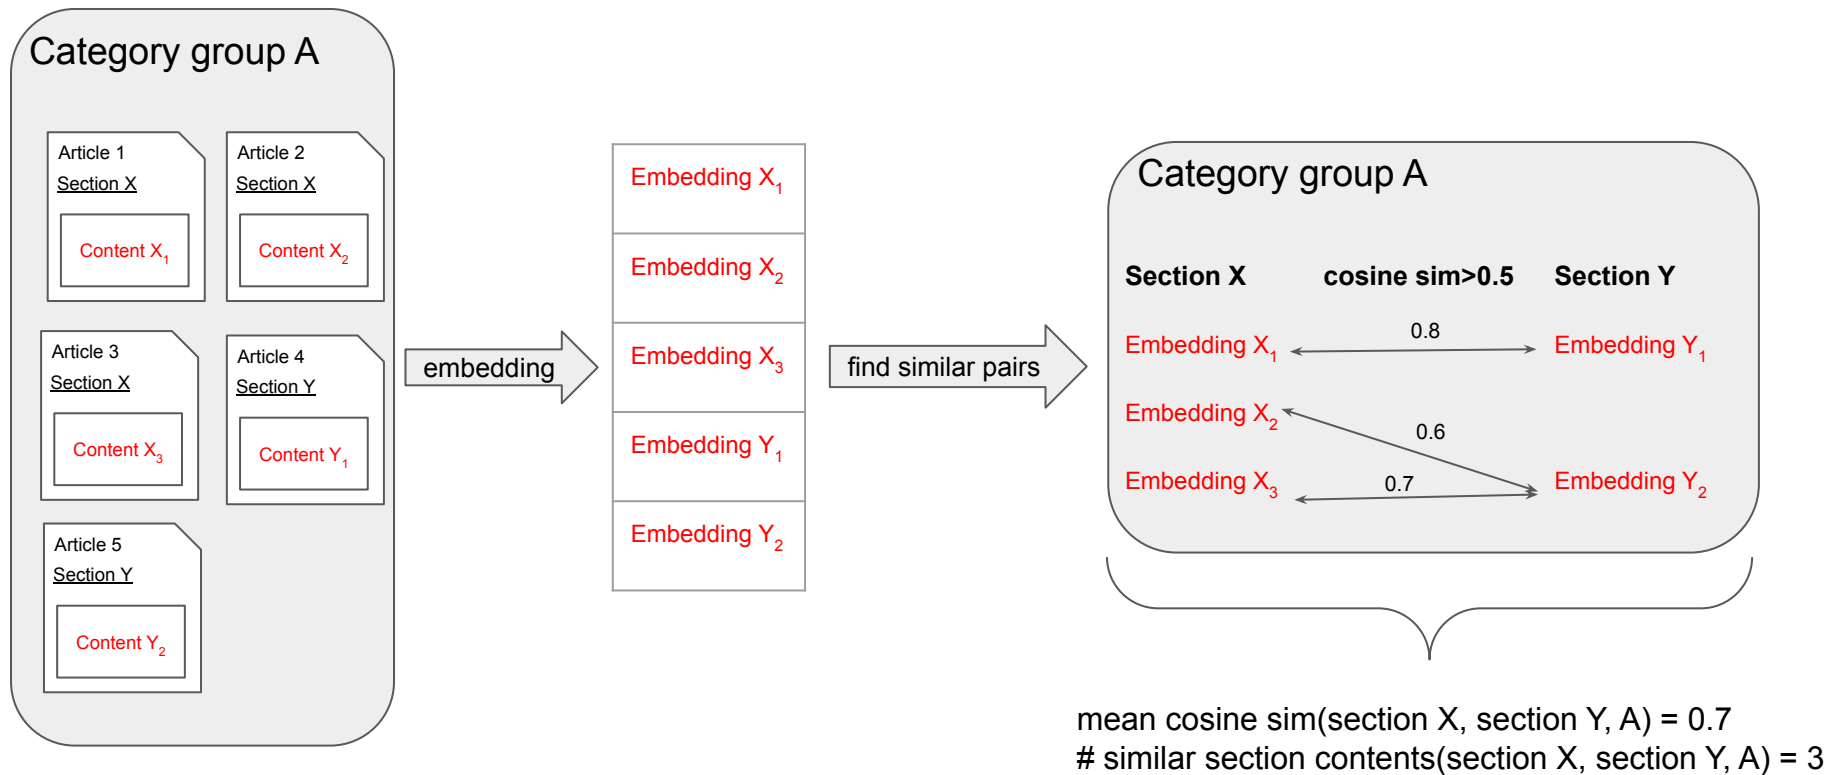 Category group A
Article 1
Section X
Content X1
Article 2
Section X
Content X2
Article 3
Section X
Content X3
Article 4
Section Y
Content Y1
Article 5
Section Y
Content Y2
embedding
Embedding X1
Embedding X2
Embedding X3
Embedding Y1
Embedding Y2
find similar pairs
Category group A
Section X cosine sim>0.5 Section Y
Embedding X1 0.8 Embedding Y1
Embedding X2 0.6
Embedding X3 0.7 Embedding Y2
mean cosine sim(section X, section Y, A) = 0.7
# similar section contents(section X, section Y, A) = 3